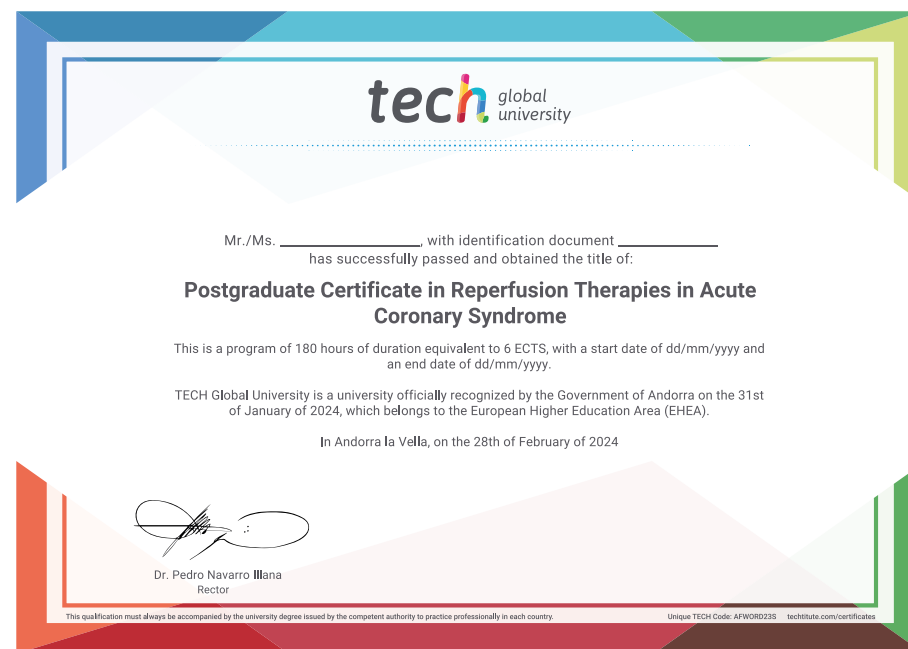 tech global university
Mr./Ms. ____________, with identification document ____________
has successfully passed and obtained the title of:
Postgraduate Certificate in Reperfusion Therapies in Acute
Coronary Syndrome
This is a program of 180 hours of duration equivalent to 6 ECTS, with a start date of dd/mm/yyyy and
an end date of dd/mm/yyyy.
TECH Global University is a university officially recognized by the Government of Andorra on the 31st
of January of 2024, which belongs to the European Higher Education Area (EHEA).
In Andorra la Vella, on the 28th of February of 2024
Dr. Pedro Navarro Illana
Rector
This qualification must always be accompanied by the university degree issued by the competent authority to practice professionally in each country.
Unique TECH Code: AFWORD23S techtitute.com/certificates